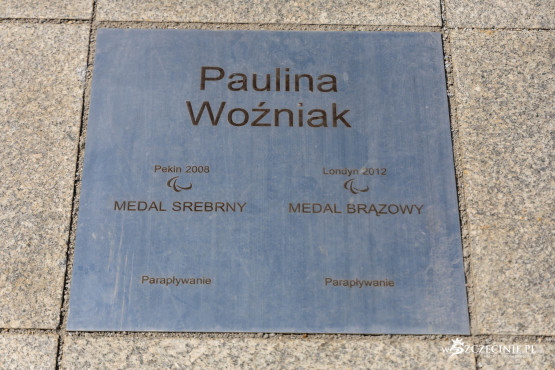 Paulina
Woźniak
Pekin 2008
MEDAL SREBRNY
Parapływanie
Londyn 2012
MEDAL BRĄZOWY
Parapływanie
wSZCZECINIE.PL